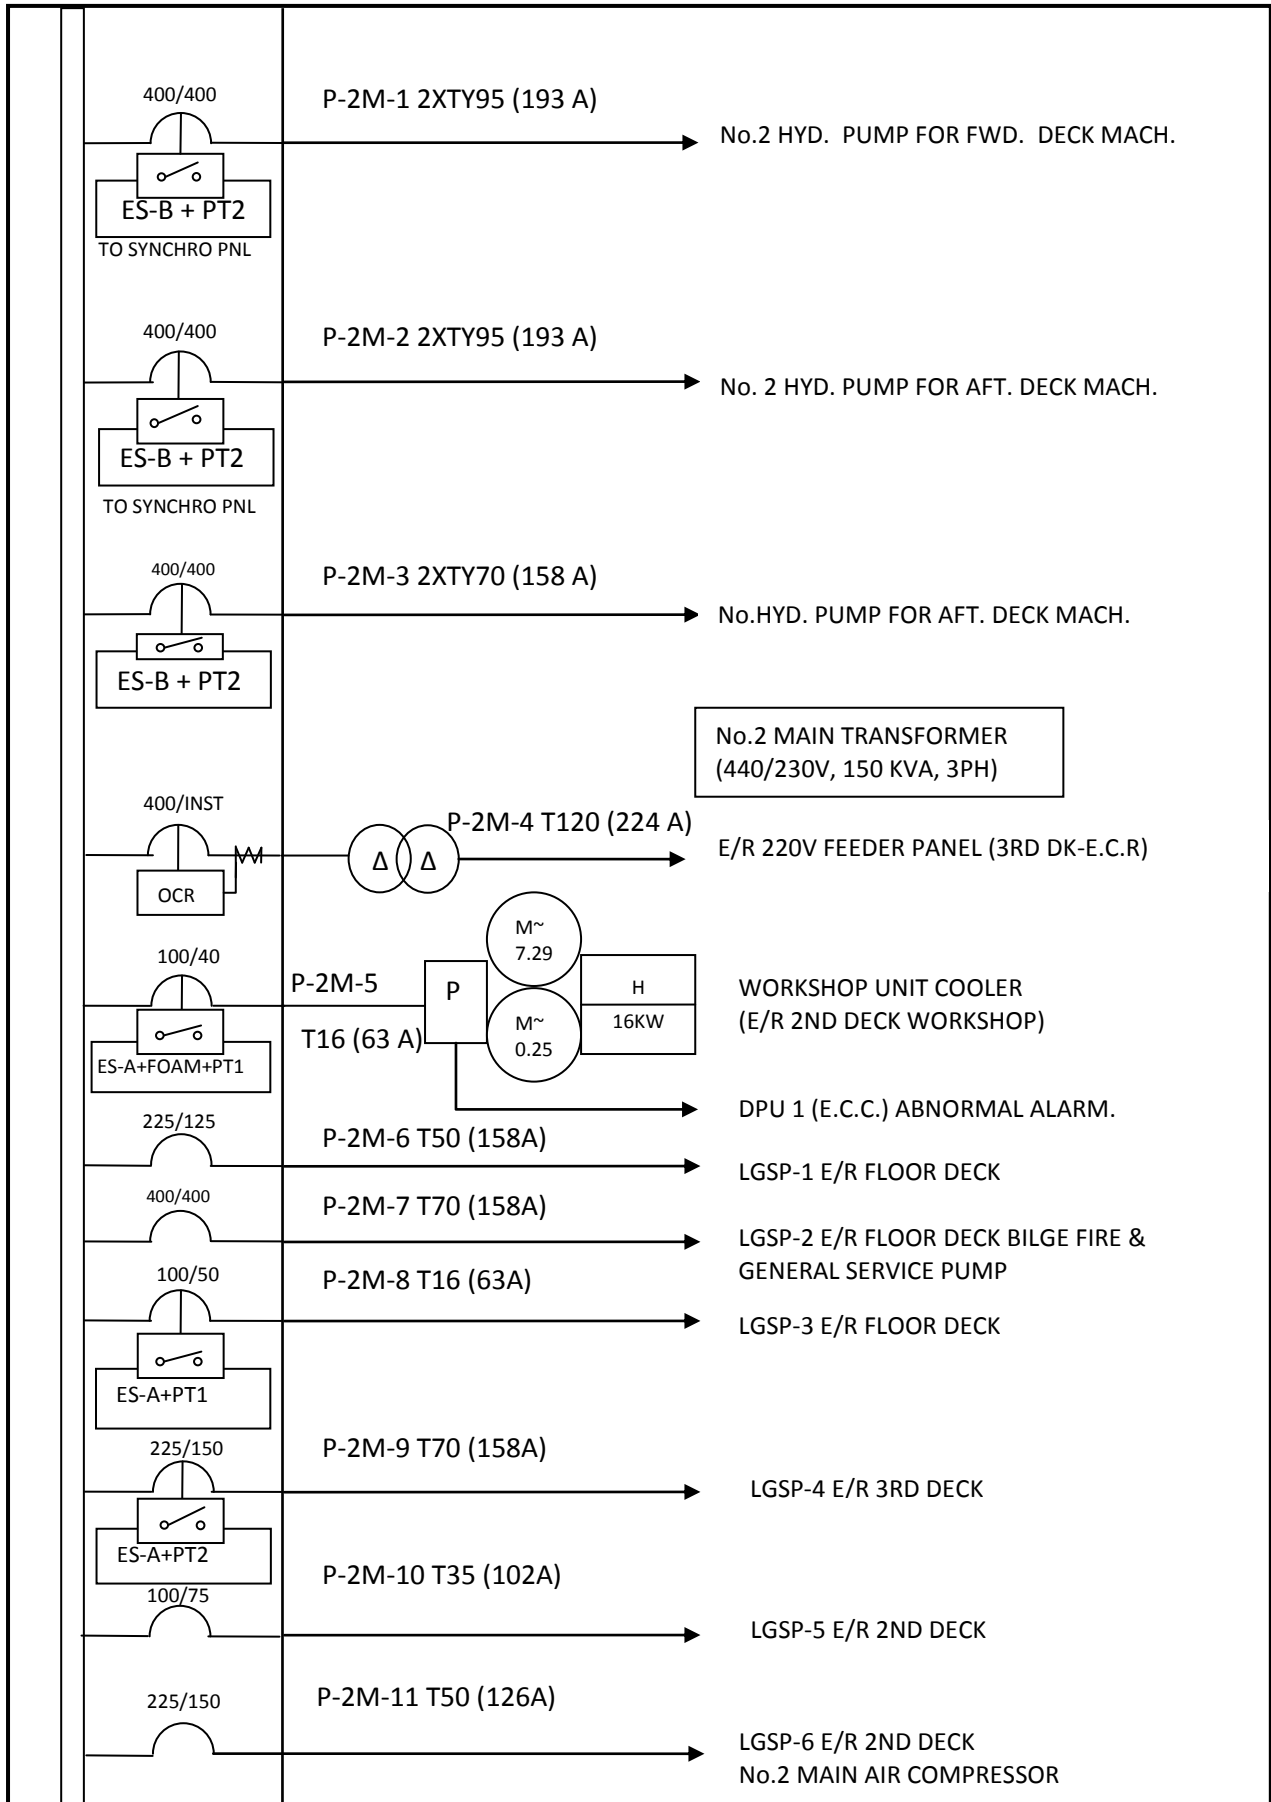 400/400
P-2M-1 2XTY95 (193 A)
No.2 HYD. PUMP FOR FWD. DECK MACH.
ES-B + PT2
TO SYNCHRO PNL
400/400
P-2M-2 2XTY95 (193 A)
No. 2 HYD. PUMP FOR AFT. DECK MACH.
ES-B + PT2
TO SYNCHRO PNL
400/400
P-2M-3 2XTY70 (158 A)
No.HYD. PUMP FOR AFT. DECK MACH.
ES-B + PT2
No.2 MAIN TRANSFORMER
(440/230V, 150 KVA, 3PH)
400/INST
P-2M-4 T120 (224 A)
Δ Δ
E/R 220V FEEDER PANEL (3RD DK-E.C.R)
OCR
100/40
P-2M-5
T16 (63 A)
P
M~
7.29
M~
0.25
H
16KW
WORKSHOP UNIT COOLER
(E/R 2ND DECK WORKSHOP)
ES-A+FOAM+PT1
DPU 1 (E.C.C.) ABNORMAL ALARM.
225/125
P-2M-6 T50 (158A)
LGSP-1 E/R FLOOR DECK
400/400
P-2M-7 T70 (158A)
LGSP-2 E/R FLOOR DECK BILGE FIRE &
GENERAL SERVICE PUMP
100/50
P-2M-8 T16 (63A)
LGSP-3 E/R FLOOR DECK
ES-A+PT1
225/150
P-2M-9 T70 (158A)
LGSP-4 E/R 3RD DECK
ES-A+PT2
100/75
P-2M-10 T35 (102A)
LGSP-5 E/R 2ND DECK
225/150
P-2M-11 T50 (126A)
LGSP-6 E/R 2ND DECK
No.2 MAIN AIR COMPRESSOR